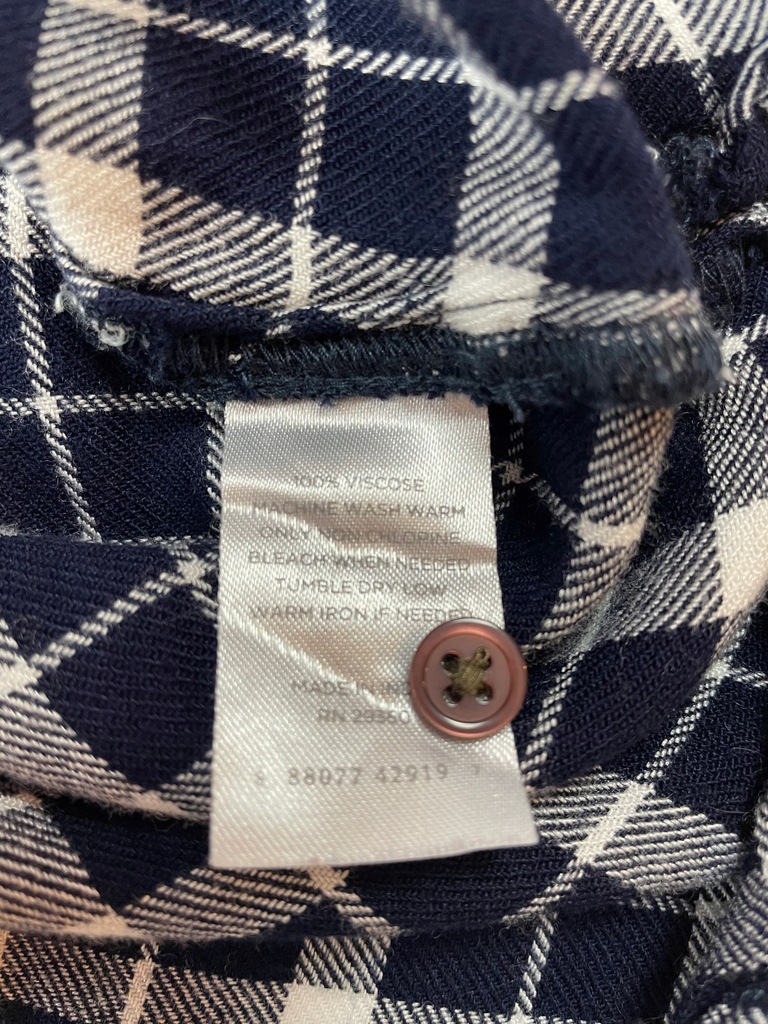 100% VISCOSE
MACHINE WASH WARM
ONLY NON CHLORINE
BLEACH WHEN NEEDED
TUMBLE DRY LOW
WARM IRON IF NEEDED
MADE IN
RN
88077 42919